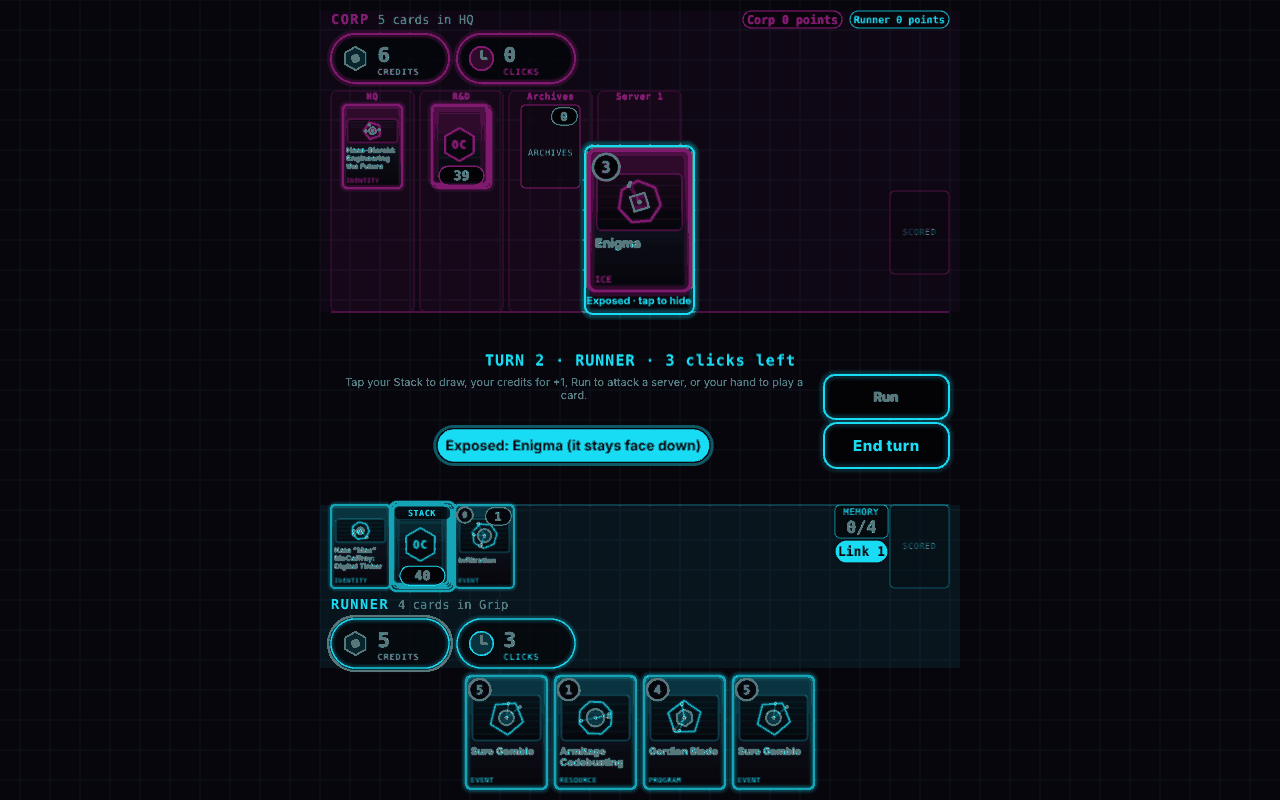 CORP 5 cards in HQ
Corp 0 points
Runner 0 points
6
CREDITS
0
CLICKS
HQ
R&D
Archives
Server 1
Haas-Bioroid:
Engineering
the Future
IDENTITY
OC
39
0
ARCHIVES
3
Enigma
ICE
Exposed · tap to hide
SCORED
TURN 2 · RUNNER · 3 clicks left
Tap your Stack to draw, your credits for +1, Run to attack a server, or your hand to play a
card.
Run
End turn
Exposed: Enigma (it stays face down)
Kate "Mac"
McCaffrey:
Digital Tinker
IDENTITY
STACK
OC
40
0
1
Infiltration
EVENT
MEMORY
0/4
Link 1
SCORED
RUNNER 4 cards in Grip
5
CREDITS
3
CLICKS
5
Sure Gamble
EVENT
1
Armitage
Codebusting
RESOURCE
4
Gordian Blade
PROGRAM
5
Sure Gamble
EVENT